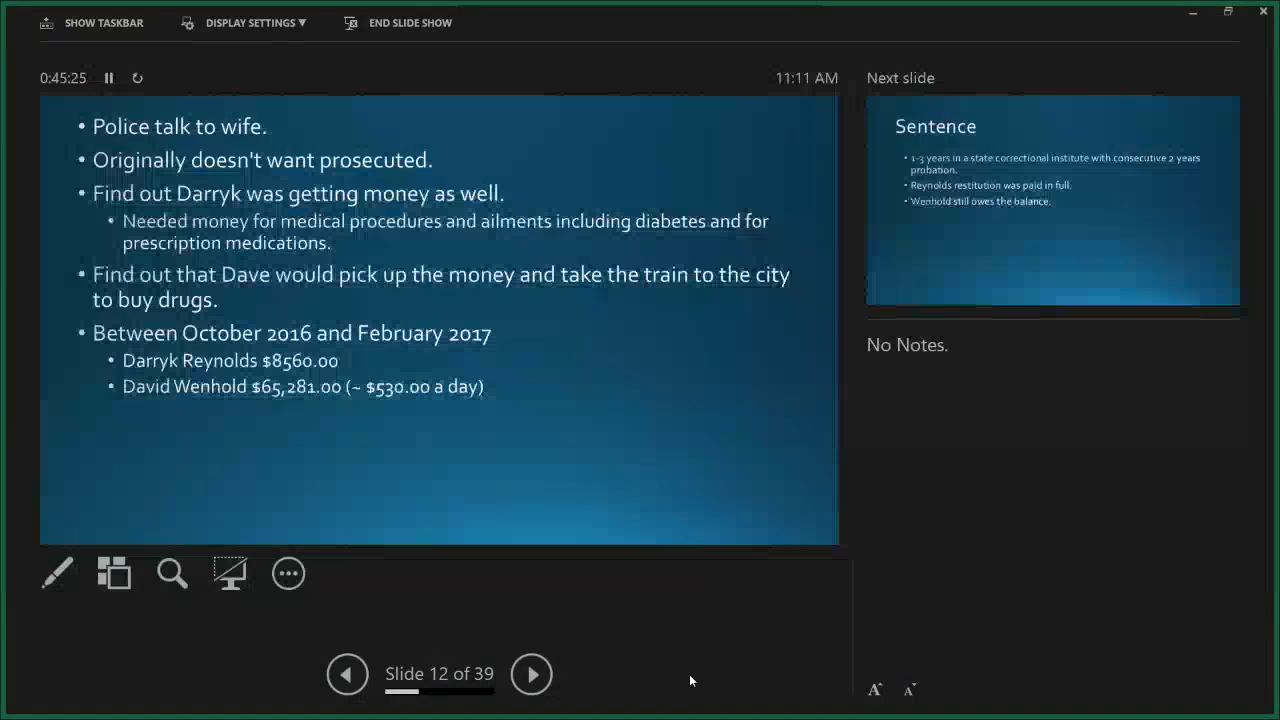 SHOW TASKBAR
DISPLAY SETTINGS ▼
END SLIDE SHOW
0:45:25
11:11 AM
Next slide
• Police talk to wife.
• Originally doesn't want prosecuted.
• Find out Darryk was getting money as well.
• Needed money for medical procedures and ailments including diabetes and for
prescription medications.
• Find out that Dave would pick up the money and take the train to the city
to buy drugs.
• Between October 2016 and February 2017
• Darryk Reynolds $8560.00
• David Wenhold $65,281.00 (~ $530.00 a day)
Sentence
• 1-3 years in a state correctional institute with consecutive 2 years
probation.
• Reynolds restitution was paid in full.
• Wenhold still owes the balance.
No Notes.
Slide 12 of 39
A A